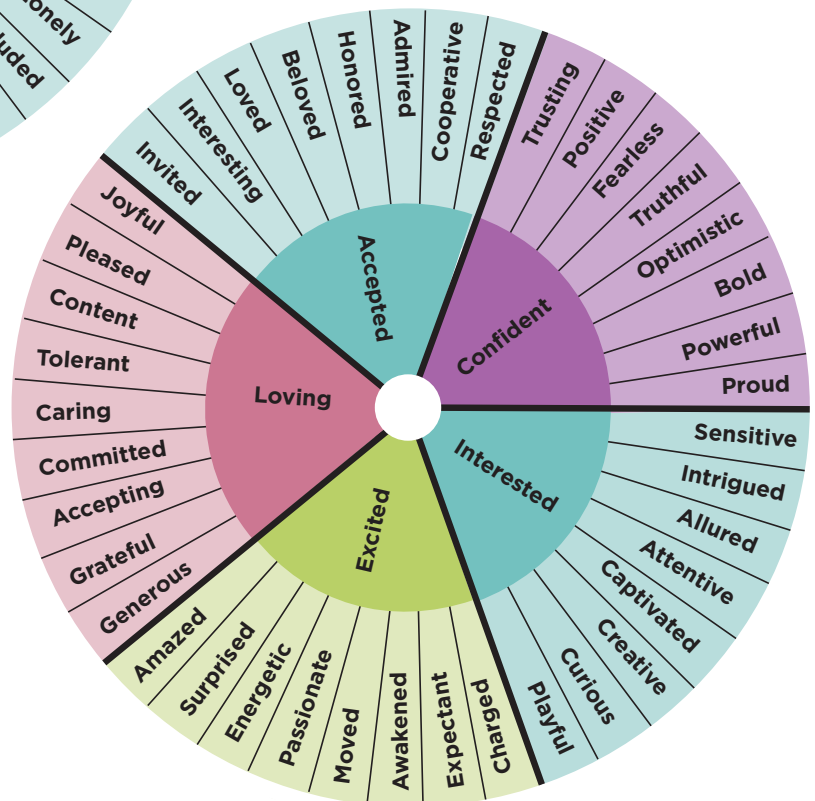 Accepted
Invited
Interesting
Loved
Beloved
Honored
Admired
Cooperative
Respected
Confident
Trusting
Positive
Fearless
Truthful
Optimistic
Bold
Powerful
Proud
Interested
Sensitive
Intrigued
Allured
Attentive
Captivated
Creative
Curious
Playful
Excited
Charged
Expectant
Awakened
Moved
Passionate
Energetic
Surprised
Amazed
Loving
Generous
Grateful
Accepting
Committed
Caring
Tolerant
Content
Pleased
Joyful